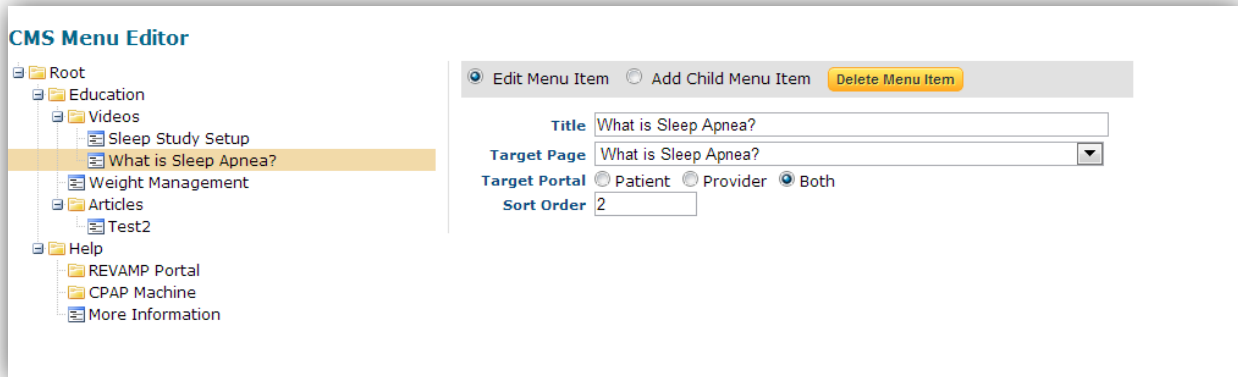 CMS Menu Editor
Root
Education
Videos
Sleep Study Setup
What is Sleep Apnea?
Weight Management
Articles
Test2
Help
REVAMP Portal
CPAP Machine
More Information
Edit Menu Item Add Child Menu Item Delete Menu Item
Title What is Sleep Apnea?
Target Page What is Sleep Apnea?
Target Portal Patient Provider Both
Sort Order 2